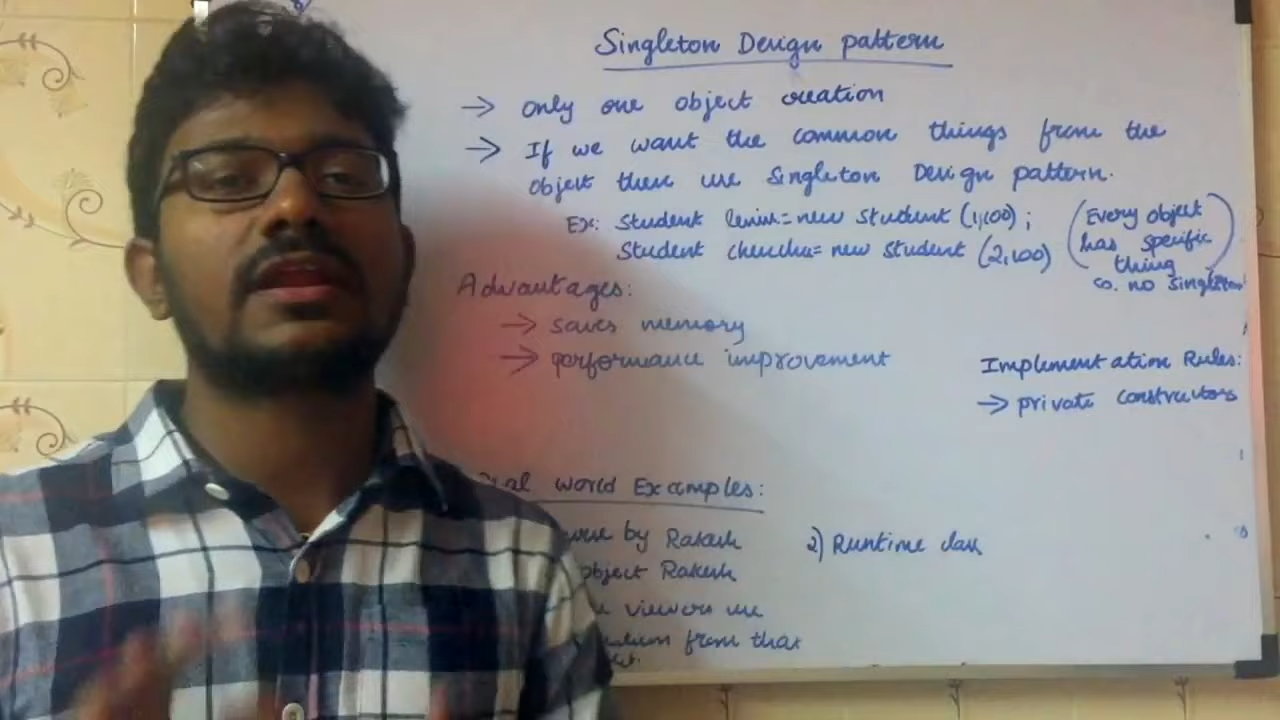 Singleton Design pattern
→ only one object creation
→ If we want the common things from the
object then use Singleton Design pattern.
Ex: Student lenin = new student (1,100);
Student chenchu = new student (2,100)
(Every object
has specific
thing
so. no singleton)
Advantages:
→ saves memory
→ performance improvement
Implementation Rules:
→ private constructors
World Examples:
by Rakesh
object Rakesh
viewers use
from that
2) Runtime class